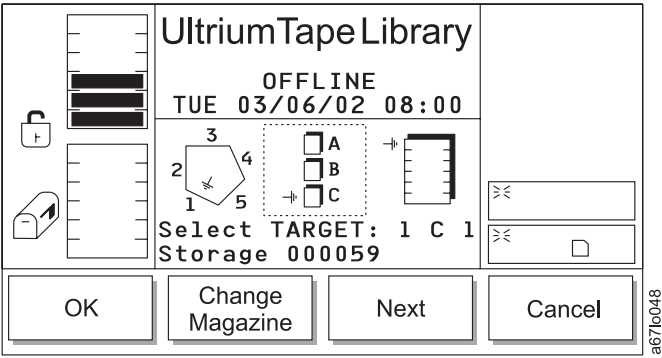 UltriumTape Library
OFFLINE
TUE 03/06/02 08:00
3
2
4
1
5
A
B
C
Select TARGET: 1 C 1
Storage 000059
OK
Change
Magazine
Next
Cancel
a67lo048